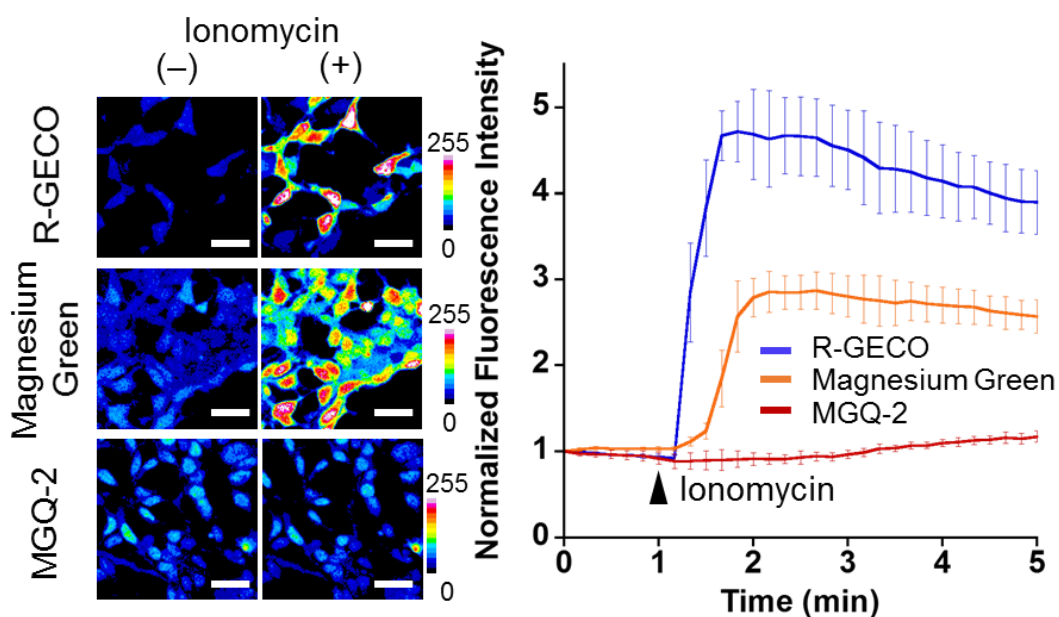 Ionomycin
(–) (+)
R-GECO
255
0
Magnesium
Green
255
0
MGQ-2
255
0
Normalized Fluorescence Intensity
5
4
3
2
1
0
R-GECO
Magnesium Green
MGQ-2
Ionomycin
0 1 2 3 4 5
Time (min)